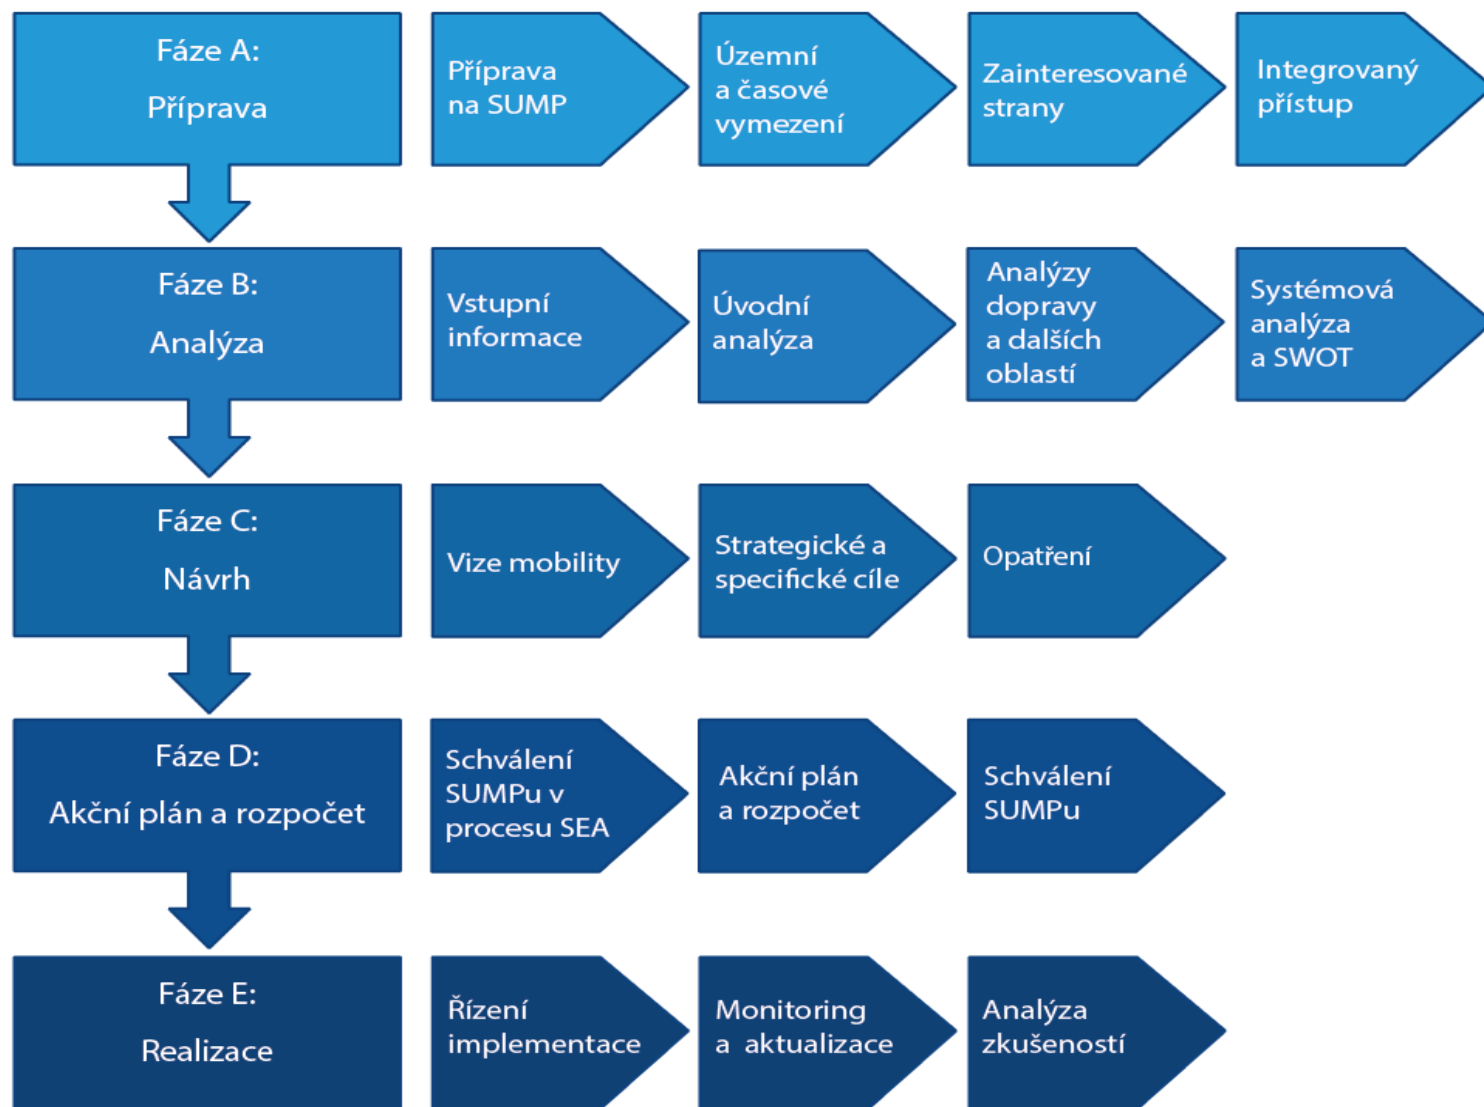 Fáze A:
Příprava
Příprava
na SUMP
Územní
a časové
vymezení
Zainteresované
strany
Integrovaný
přístup
Fáze B:
Analýza
Vstupní
informace
Úvodní
analýza
Analýzy
dopravy
a dalších
oblastí
Systémová
analýza
a SWOT
Fáze C:
Návrh
Vize mobility
Strategické a
specifické cíle
Opatření
Fáze D:
Akční plán a rozpočet
Schválení
SUMPu v
procesu SEA
Akční plán
a rozpočet
Schválení
SUMPu
Fáze E:
Realizace
Řízení
implementace
Monitoring
a aktualizace
Analýza
zkušeností